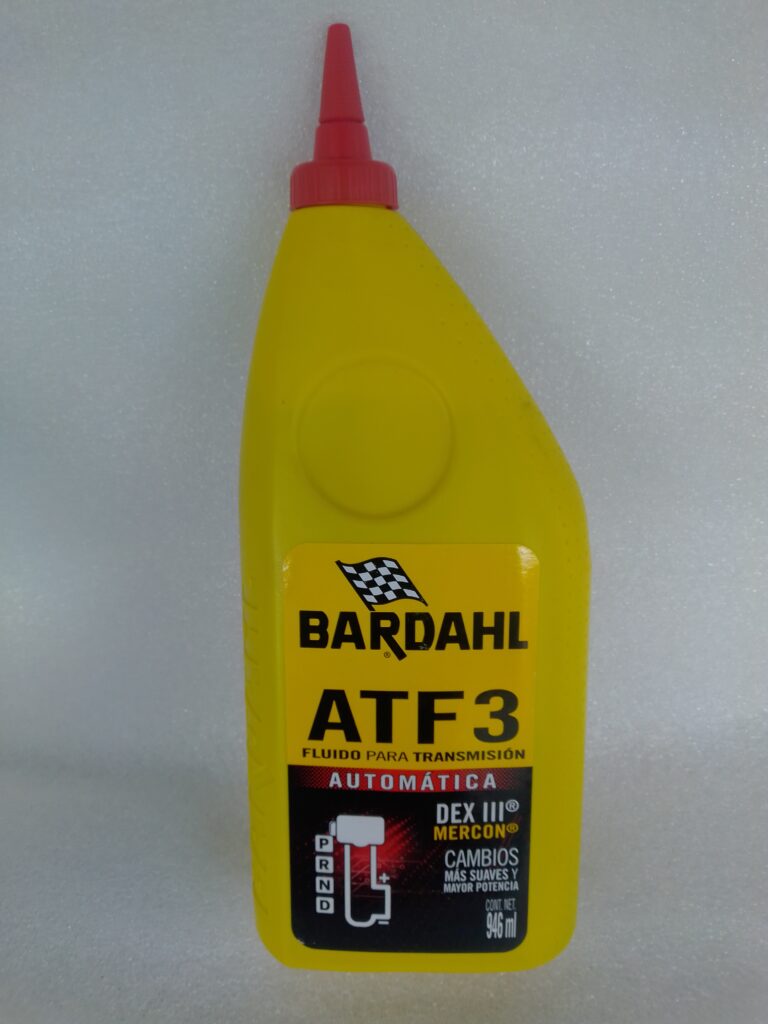 BARDAHL®
ATF 3
FLUIDO PARA TRANSMISIÓN
AUTOMÁTICA
DEX III®
MERCON®
CAMBIOS
MÁS SUAVES Y
MAYOR POTENCIA
CONT. NET.
946 ml
P
R
N
D
+
-